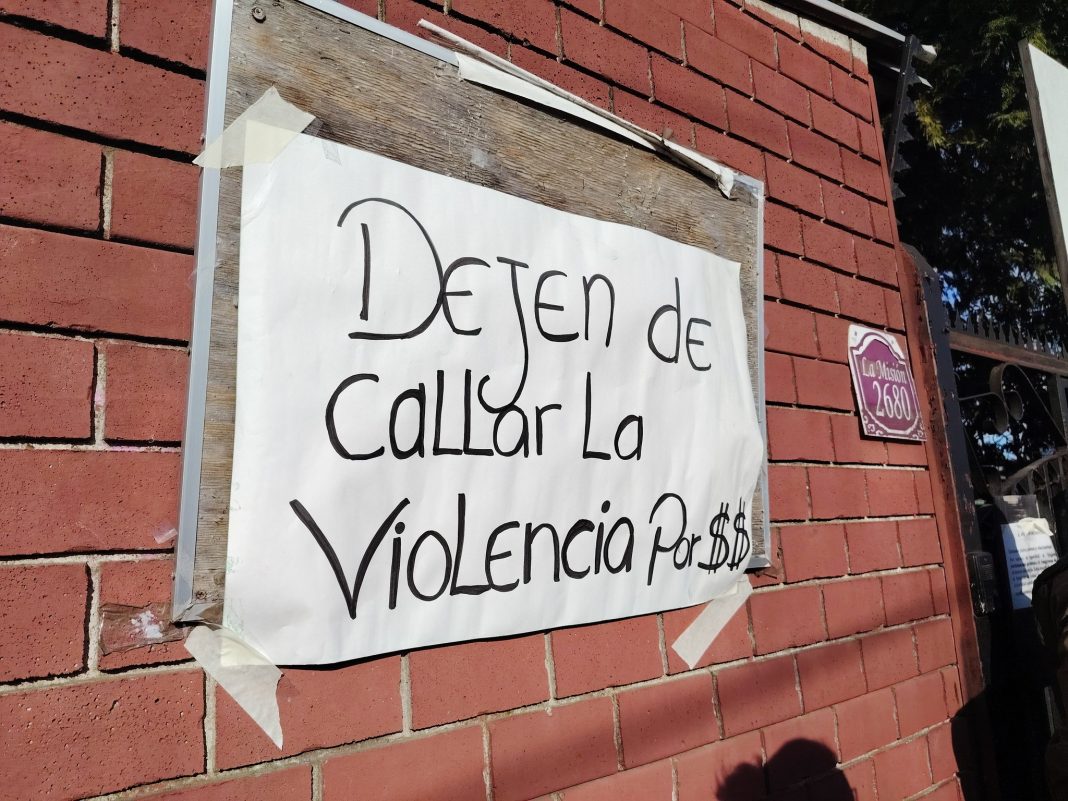 Dejen de
Callar La
Violencia Por $$
La Misión
2680